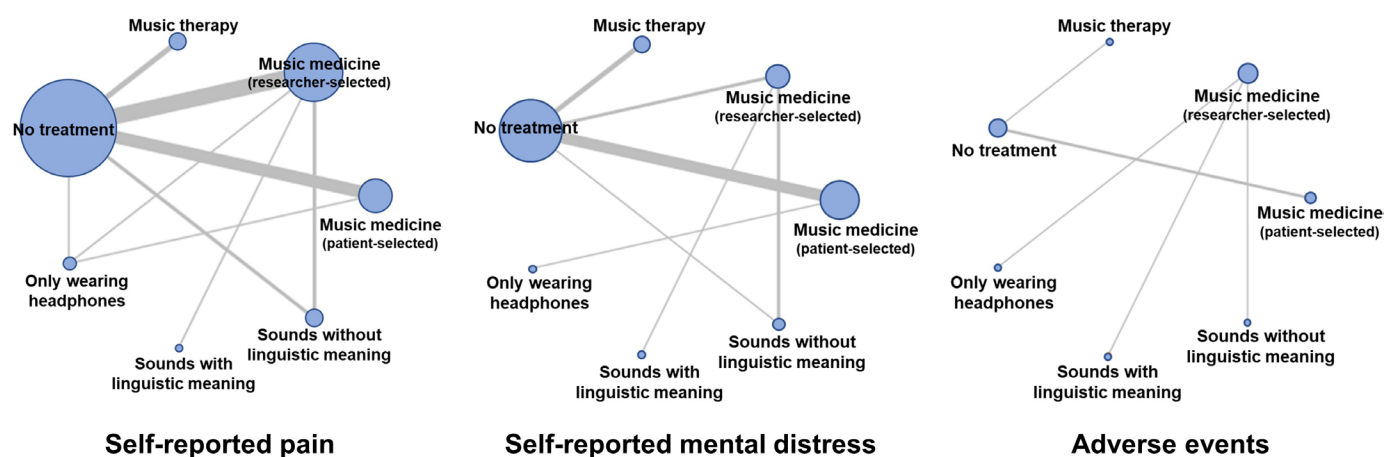 Music therapy
Music medicine
(researcher-selected)
No treatment
Music medicine
(patient-selected)
Only wearing
headphones
Sounds without
linguistic meaning
Sounds with
linguistic meaning
Self-reported pain
Music therapy
Music medicine
(researcher-selected)
No treatment
Music medicine
(patient-selected)
Only wearing
headphones
Sounds without
linguistic meaning
Sounds with
linguistic meaning
Self-reported mental distress
Music therapy
Music medicine
(researcher-selected)
No treatment
Music medicine
(patient-selected)
Only wearing
headphones
Sounds without
linguistic meaning
Sounds with
linguistic meaning
Adverse events